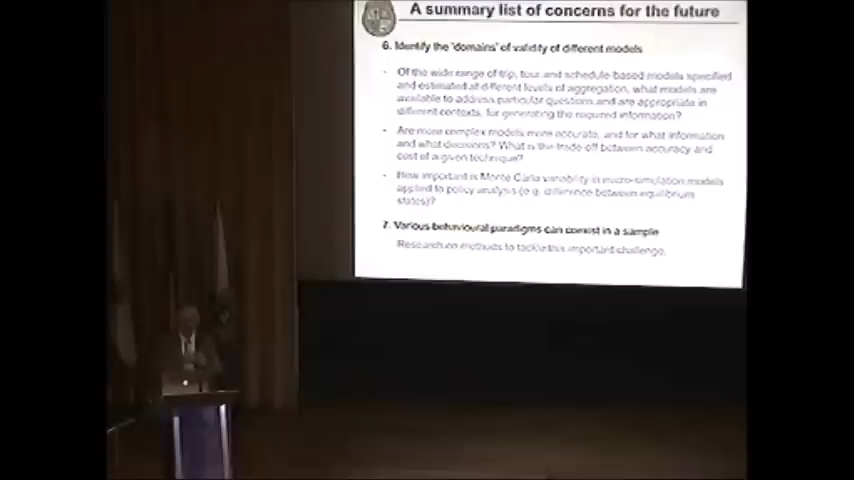 A summary list of concerns for the future
6. Identify the 'domains' of validity of different models
- Of the wide range of trip, tour and schedule-based models specified
and estimated at different levels of aggregation, what models are
available to address particular questions and are appropriate in
different contexts, for generating the required information?
- Are more complex models more accurate, and for what information
and what decisions? What is the trade-off between accuracy and
cost of a given technique?
- How important is Monte Carlo variability in micro-simulation models
applied to policy analysis (e.g. difference between equilibrium
states)?
7. Various behavioural paradigms can coexist in a sample
Research on methods to tackle this important challenge.